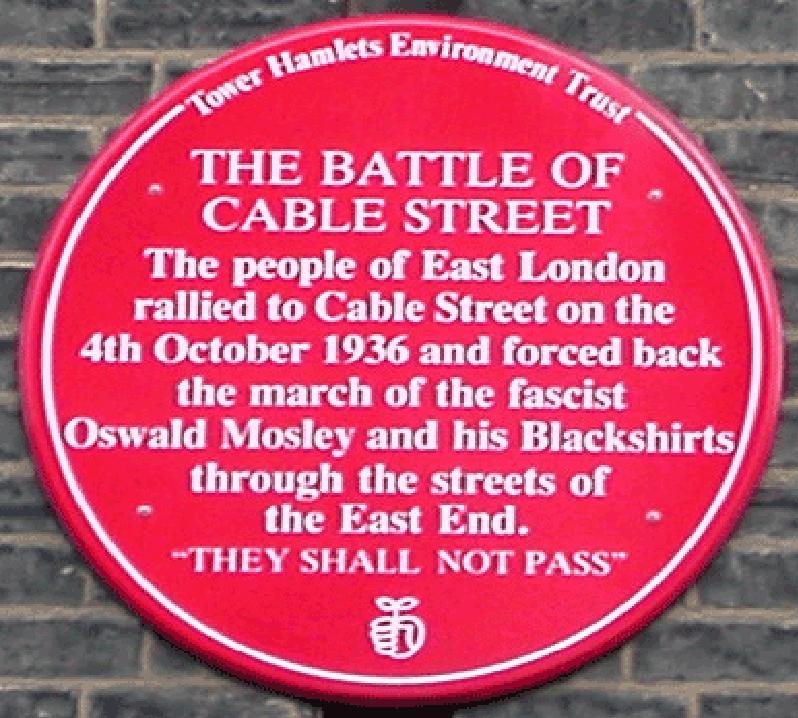 Tower Hamlets Environment Trust
THE BATTLE OF
CABLE STREET
The people of East London
rallied to Cable Street on the
4th October 1936 and forced back
the march of the fascist
Oswald Mosley and his Blackshirts
through the streets of
the East End.
“THEY SHALL NOT PASS”